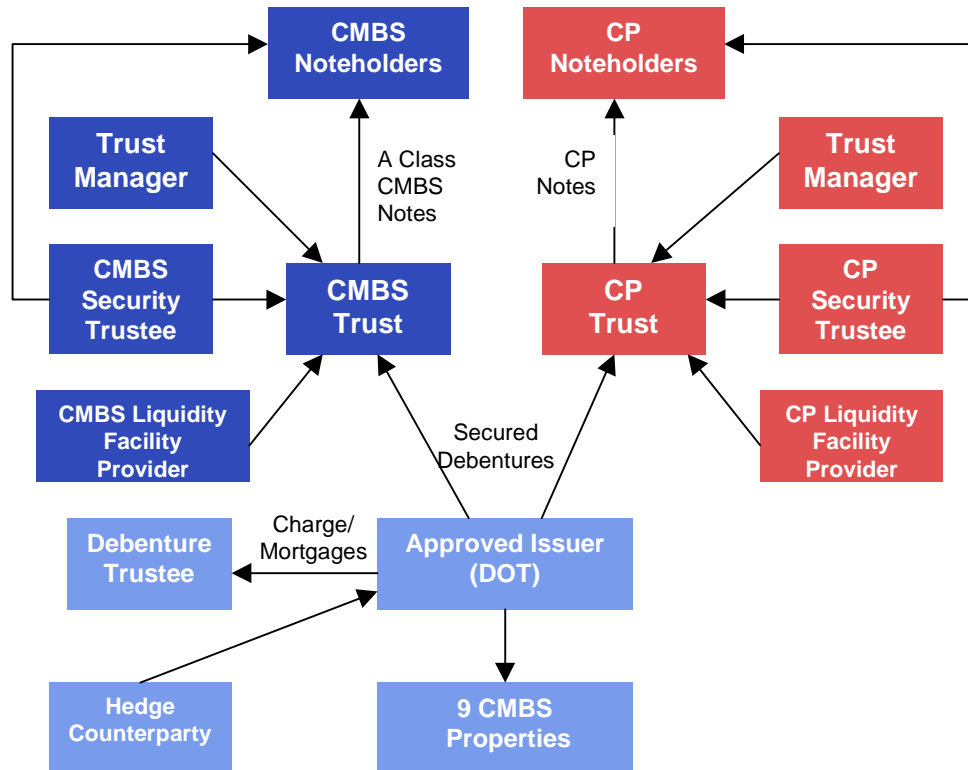 CMBS
Noteholders
CP
Noteholders
Trust
Manager
A Class
CMBS
Notes
CP
Notes
Trust
Manager
CMBS
Security
Trustee
CMBS
Trust
CP
Trust
CP
Security
Trustee
CMBS Liquidity
Facility
Provider
Secured
Debentures
CP Liquidity
Facility
Provider
Debenture
Trustee
Charge/
Mortgages
Approved Issuer
(DOT)
Hedge
Counterparty
9 CMBS
Properties